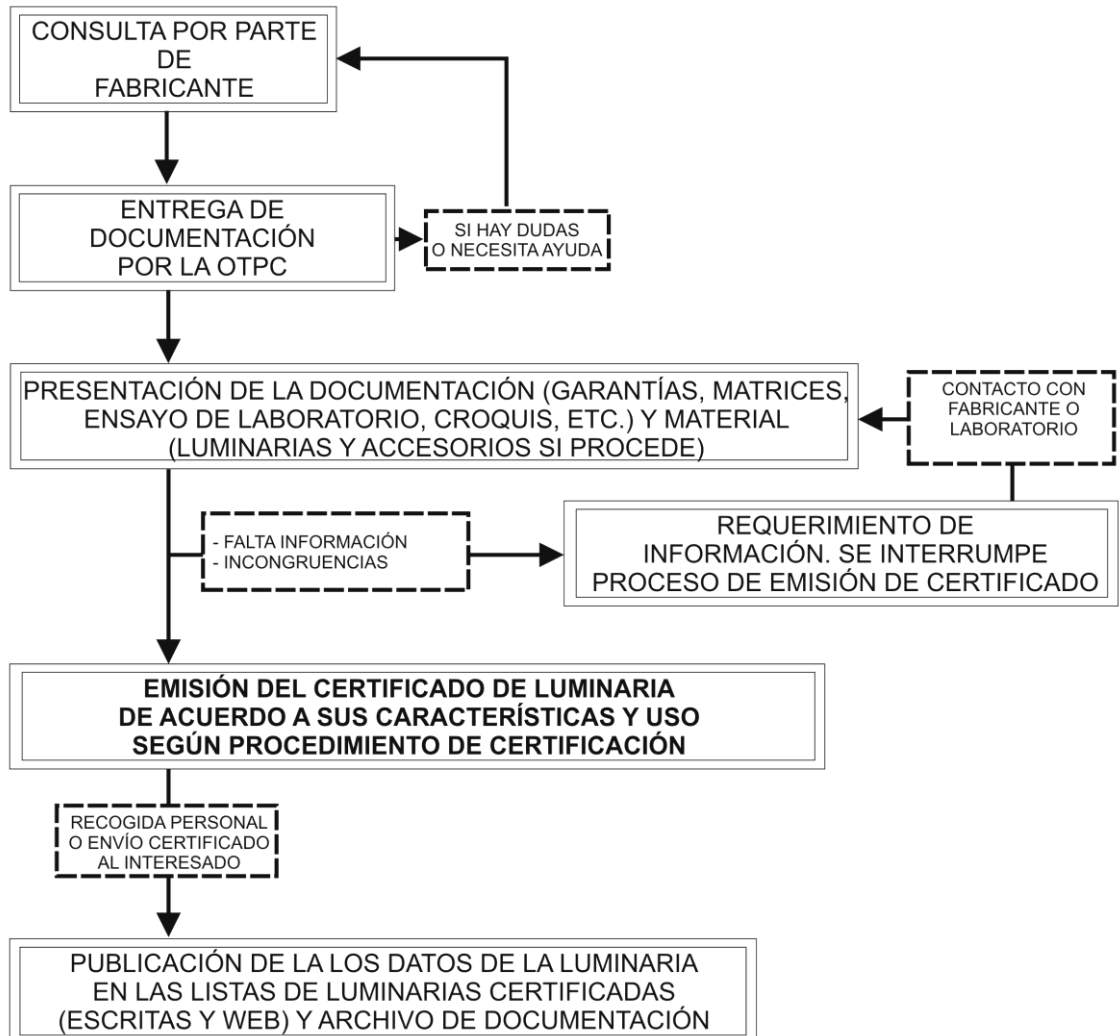 CONSULTA POR PARTE
DE
FABRICANTE
ENTREGA DE
DOCUMENTACIÓN
POR LA OTPC
SI HAY DUDAS
O NECESITA AYUDA
PRESENTACIÓN DE LA DOCUMENTACIÓN (GARANTÍAS, MATRICES,
ENSAYO DE LABORATORIO, CROQUIS, ETC.) Y MATERIAL
(LUMINARIAS Y ACCESORIOS SI PROCEDE)
CONTACTO CON
FABRICANTE O
LABORATORIO
- FALTA INFORMACIÓN
- INCONGRUENCIAS
REQUERIMIENTO DE
INFORMACIÓN. SE INTERRUMPE
PROCESO DE EMISIÓN DE CERTIFICADO
EMISIÓN DEL CERTIFICADO DE LUMINARIA
DE ACUERDO A SUS CARACTERÍSTICAS Y USO
SEGÚN PROCEDIMIENTO DE CERTIFICACIÓN
RECOGIDA PERSONAL
O ENVÍO CERTIFICADO
AL INTERESADO
PUBLICACIÓN DE LA LOS DATOS DE LA LUMINARIA
EN LAS LISTAS DE LUMINARIAS CERTIFICADAS
(ESCRITAS Y WEB) Y ARCHIVO DE DOCUMENTACIÓN